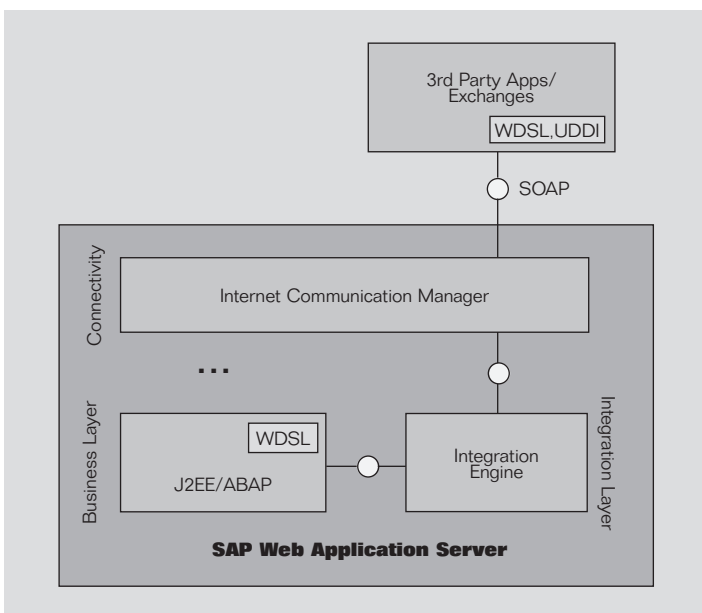 3rd Party Apps/
Exchanges
WDSL,UDDI
SOAP
Connectivity
Internet Communication Manager
...
Business Layer
WDSL
J2EE/ABAP
Integration
Engine
Integration Layer
SAP Web Application Server